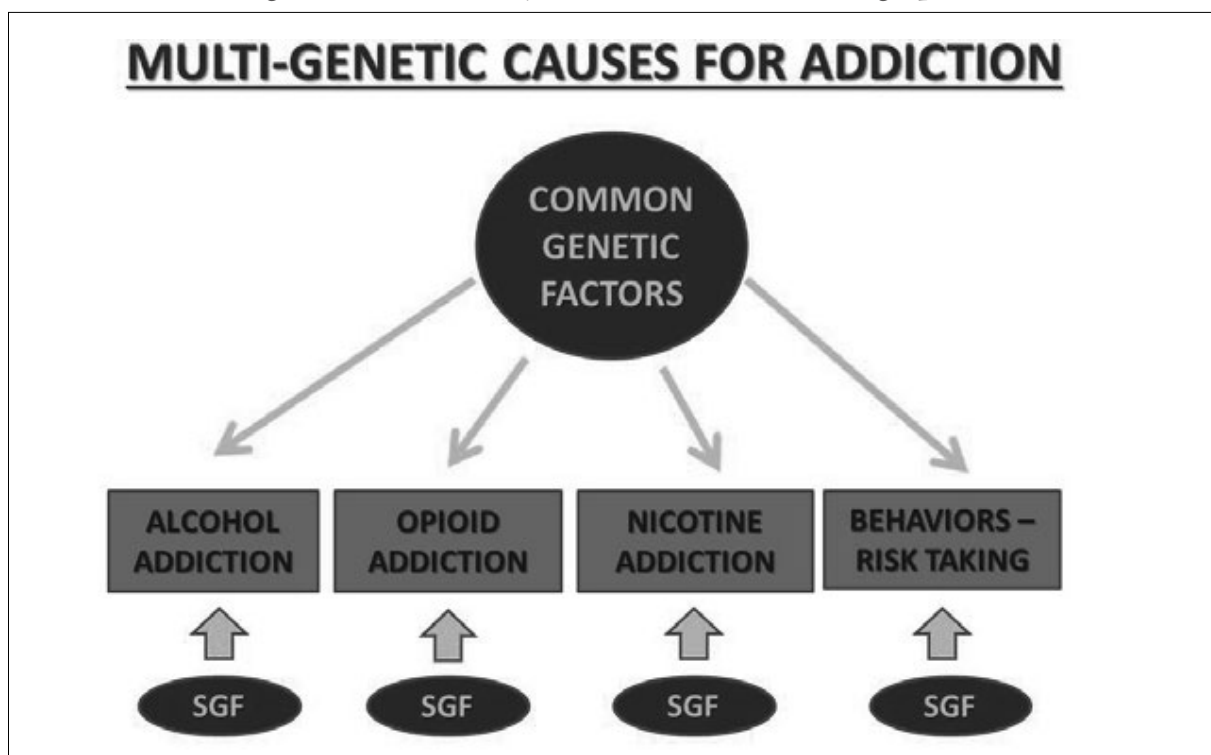 MULTI-GENETIC CAUSES FOR ADDICTION
COMMON
GENETIC
FACTORS
ALCOHOL
ADDICTION
OPIOID
ADDICTION
NICOTINE
ADDICTION
BEHAVIORS –
RISK TAKING
SGF
SGF
SGF
SGF